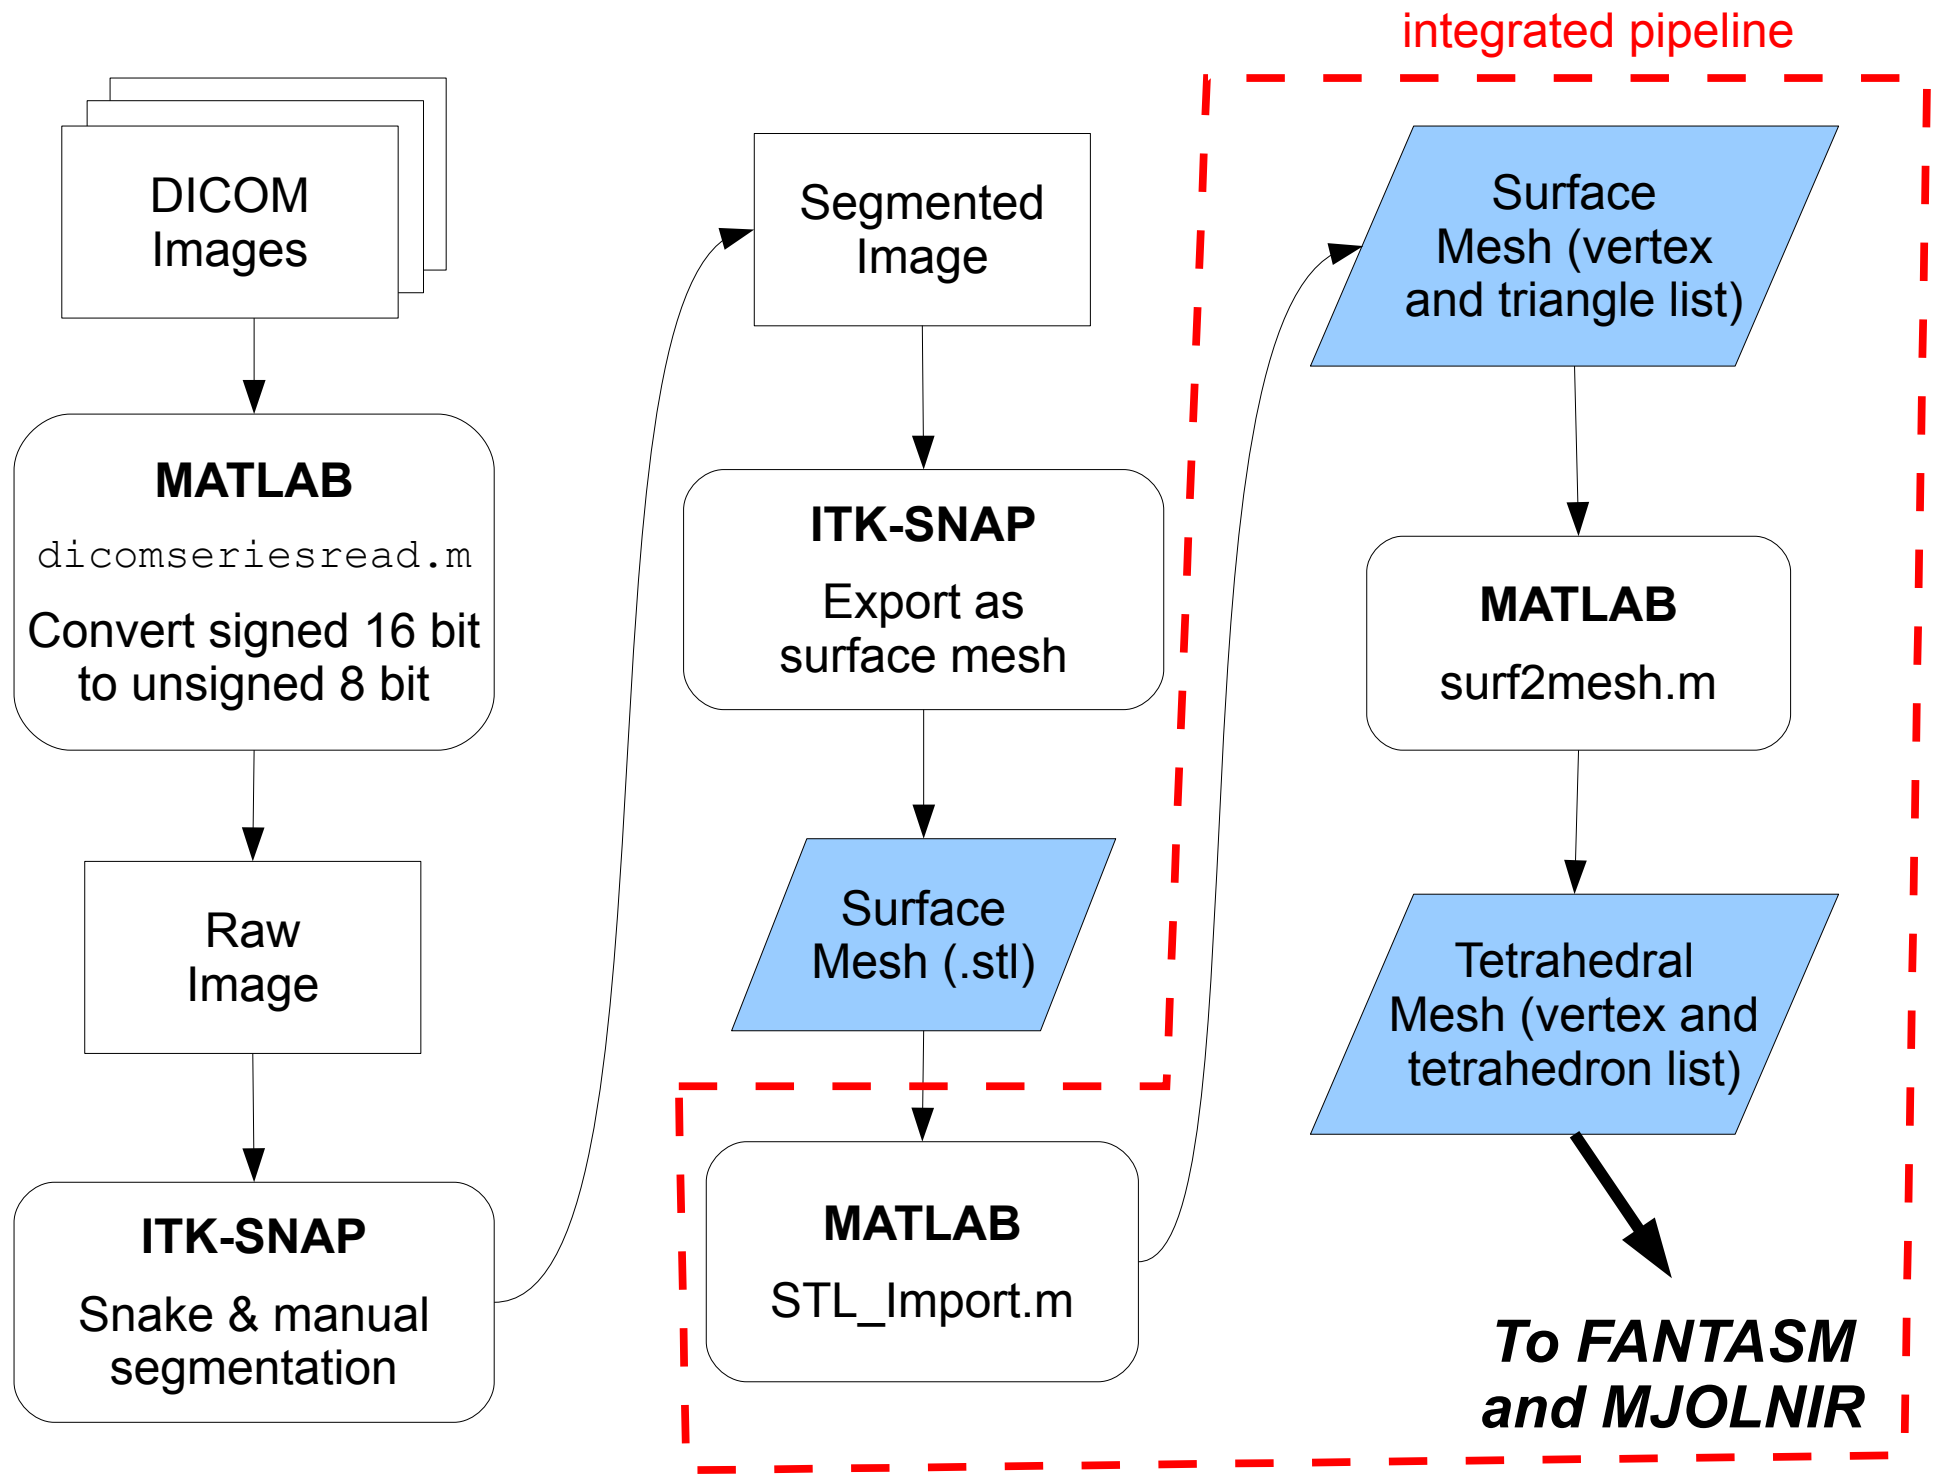 integrated pipeline
DICOM
Images
MATLAB
dicomseriesread.m
Convert signed 16 bit
to unsigned 8 bit
Raw
Image
ITK-SNAP
Snake & manual
segmentation
Segmented
Image
ITK-SNAP
Export as
surface mesh
Surface
Mesh (.stl)
MATLAB
STL_Import.m
Surface
Mesh (vertex
and triangle list)
MATLAB
surf2mesh.m
Tetrahedral
Mesh (vertex and
tetrahedron list)
To FANTASM
and MJOLNIR